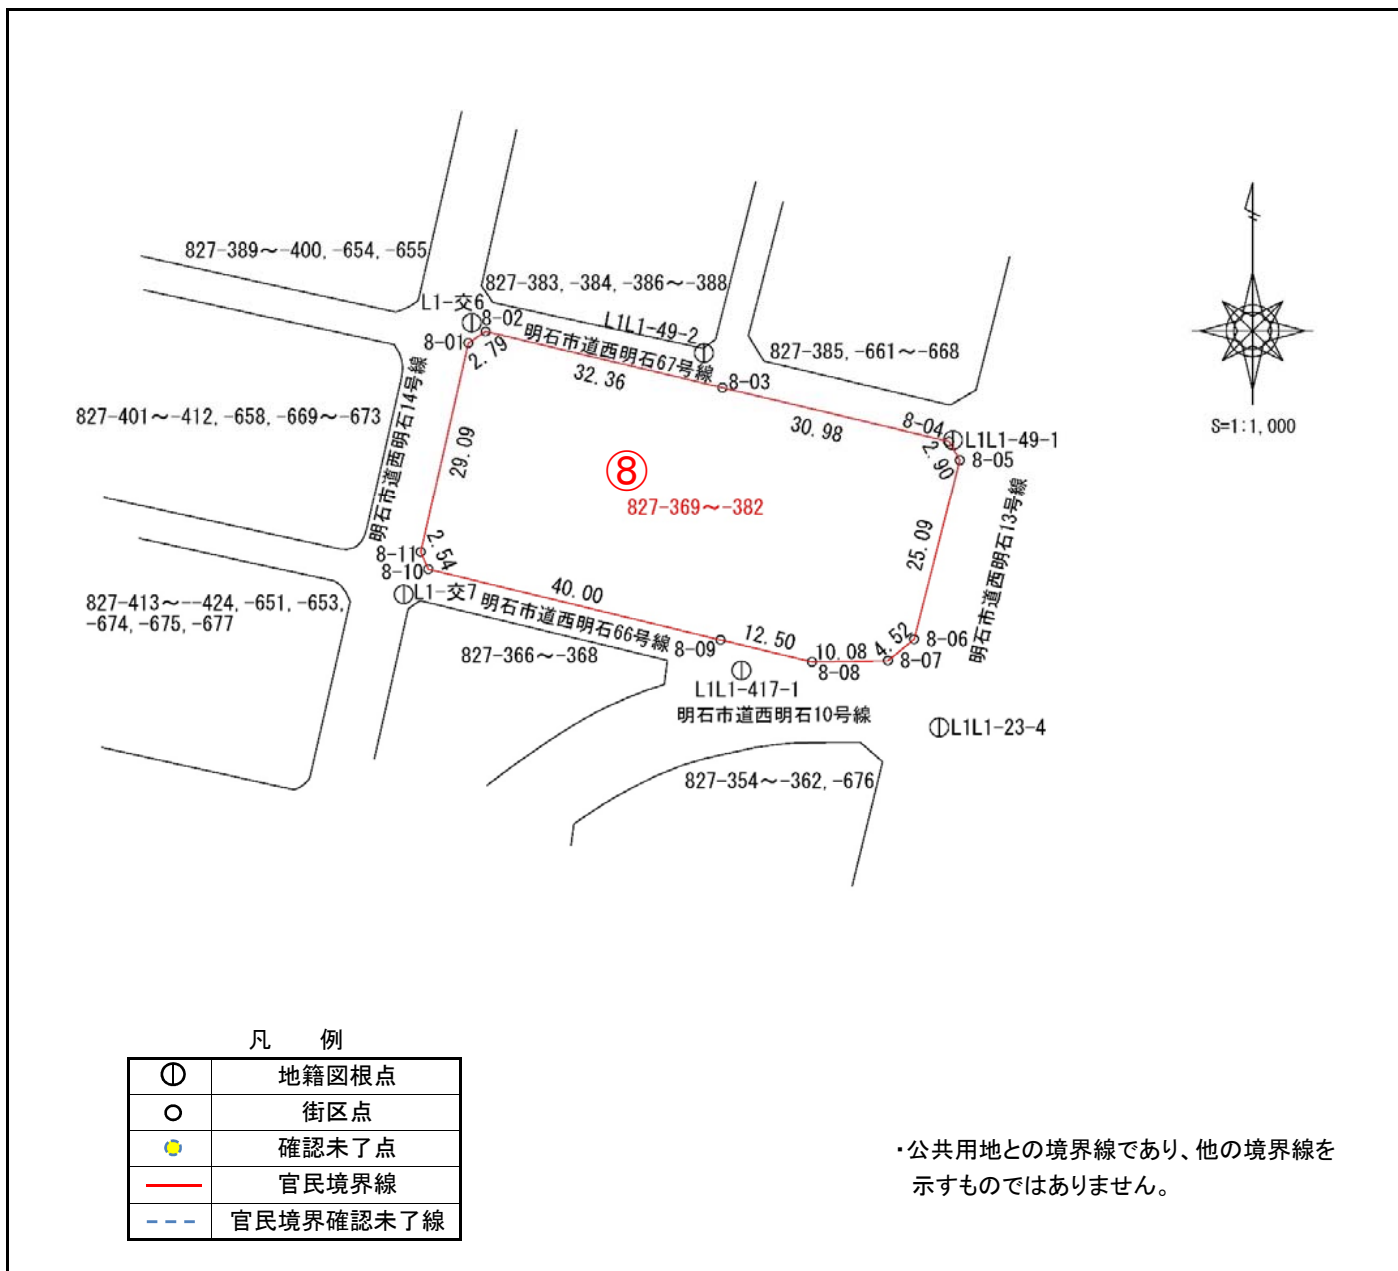 827-389～-400, -654, -655
827-383, -384, -386～-388
L1-交6
8-02
L1L1-49-2
8-01
2.79
明石市道西明石67号線
827-385, -661～-668
32.36
8-03
明石市道西明石14号線
827-401～-412, -658, -669～-673
30.98
8-04
L1L1-49-1
2.90
8-05
S=1:1,000
29.09
⑧
827-369～-382
25.09
明石市道西明石13号線
8-11
2.54
8-10
L1-交7
40.00
明石市道西明石66号線
827-413～--424, -651, -653,
-674, -675, -677
827-366～-368
8-09
12.50
10.08
4.52
8-06
8-07
8-08
L1L1-417-1
明石市道西明石10号線
L1L1-23-4
827-354～-362, -676
凡 例
地籍図根点
街区点
確認未了点
官民境界線
官民境界確認未了線
・公共用地との境界線であり、他の境界線を
示すものではありません。